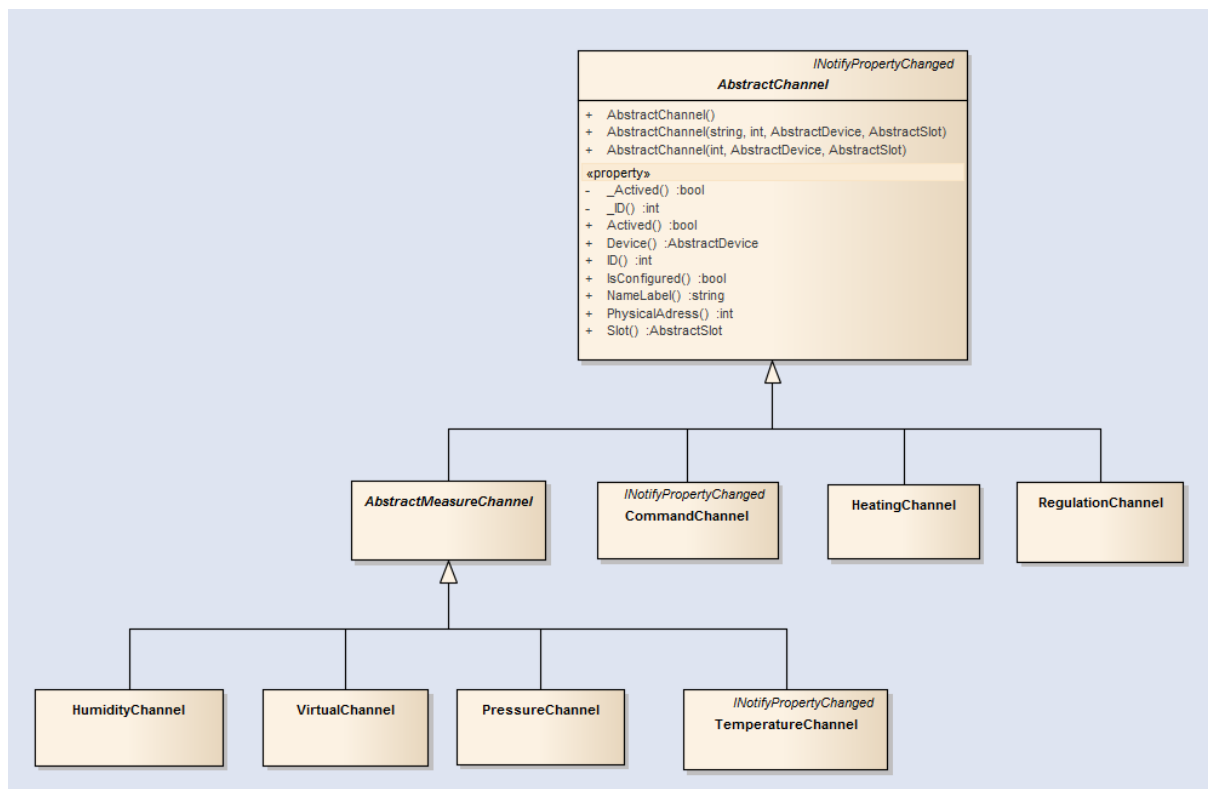 INotifyPropertyChanged
AbstractChannel
+ AbstractChannel()
+ AbstractChannel(string, int, AbstractDevice, AbstractSlot)
+ AbstractChannel(int, AbstractDevice, AbstractSlot)
«property»
- _Actived() :bool
- _ID() :int
+ Actived() :bool
+ Device() :AbstractDevice
+ ID() :int
+ IsConfigured() :bool
+ NameLabel() :string
+ PhysicalAdress() :int
+ Slot() :AbstractSlot
AbstractMeasureChannel
INotifyPropertyChanged
CommandChannel
HeatingChannel
RegulationChannel
HumidityChannel
VirtualChannel
PressureChannel
INotifyPropertyChanged
TemperatureChannel